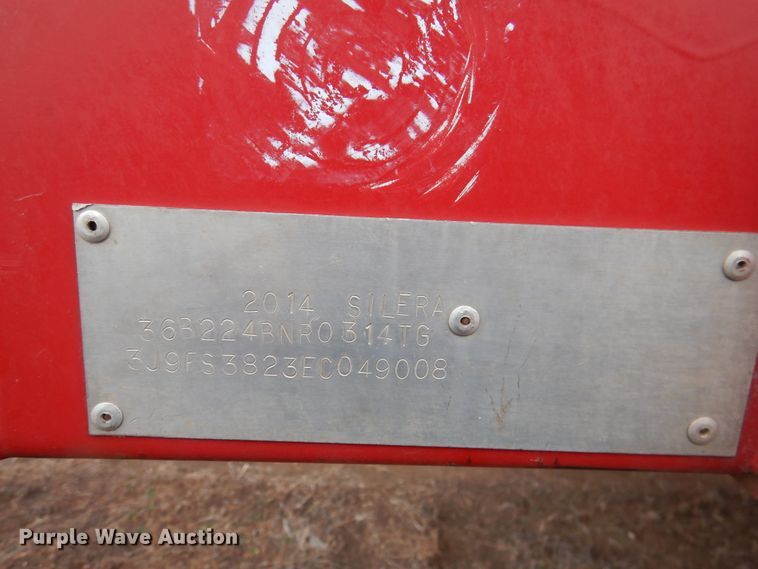 2014 SILERA
36B224BNR0314TG
3J9FS3823EC049008
Purple Wave Auction®